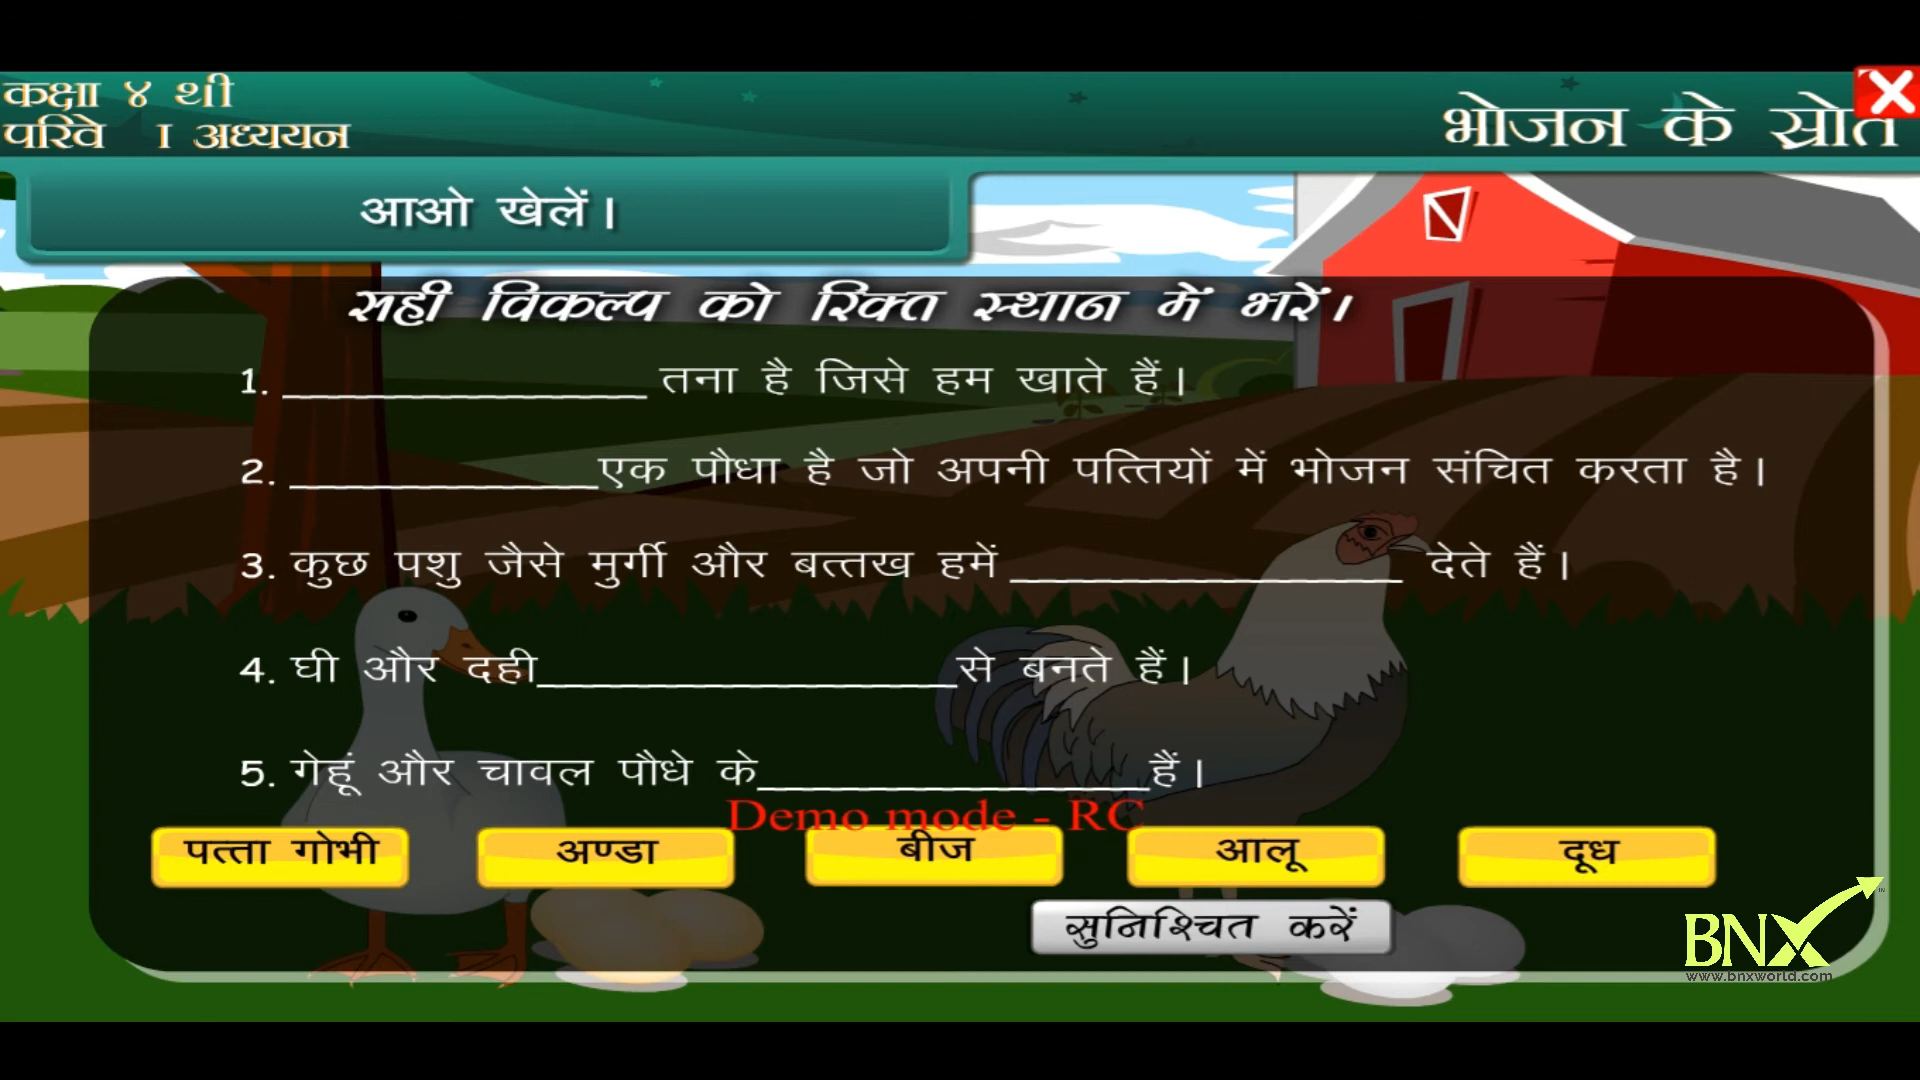 कक्षा ४ थी
परिवे ा अध्ययन
भोजन के स्रोत
आओ खेलें।
सही विकल्प को रिक्त स्थान में भरें।
1. ________________ तना है जिसे हम खाते हैं।
2. ______________एक पौधा है जो अपनी पत्तियों में भोजन संचित करता है।
3. कुछ पशु जैसे मुर्गी और बत्तख हमें _________________ देते हैं।
4. घी और दही__________________से बनते हैं।
5. गेहूं और चावल पौधे के_________________हैं।
Demo mode - RC
पत्ता गोभी अण्डा बीज आलू दूध
सुनिश्चित करें
BNX
www.bnxworld.com